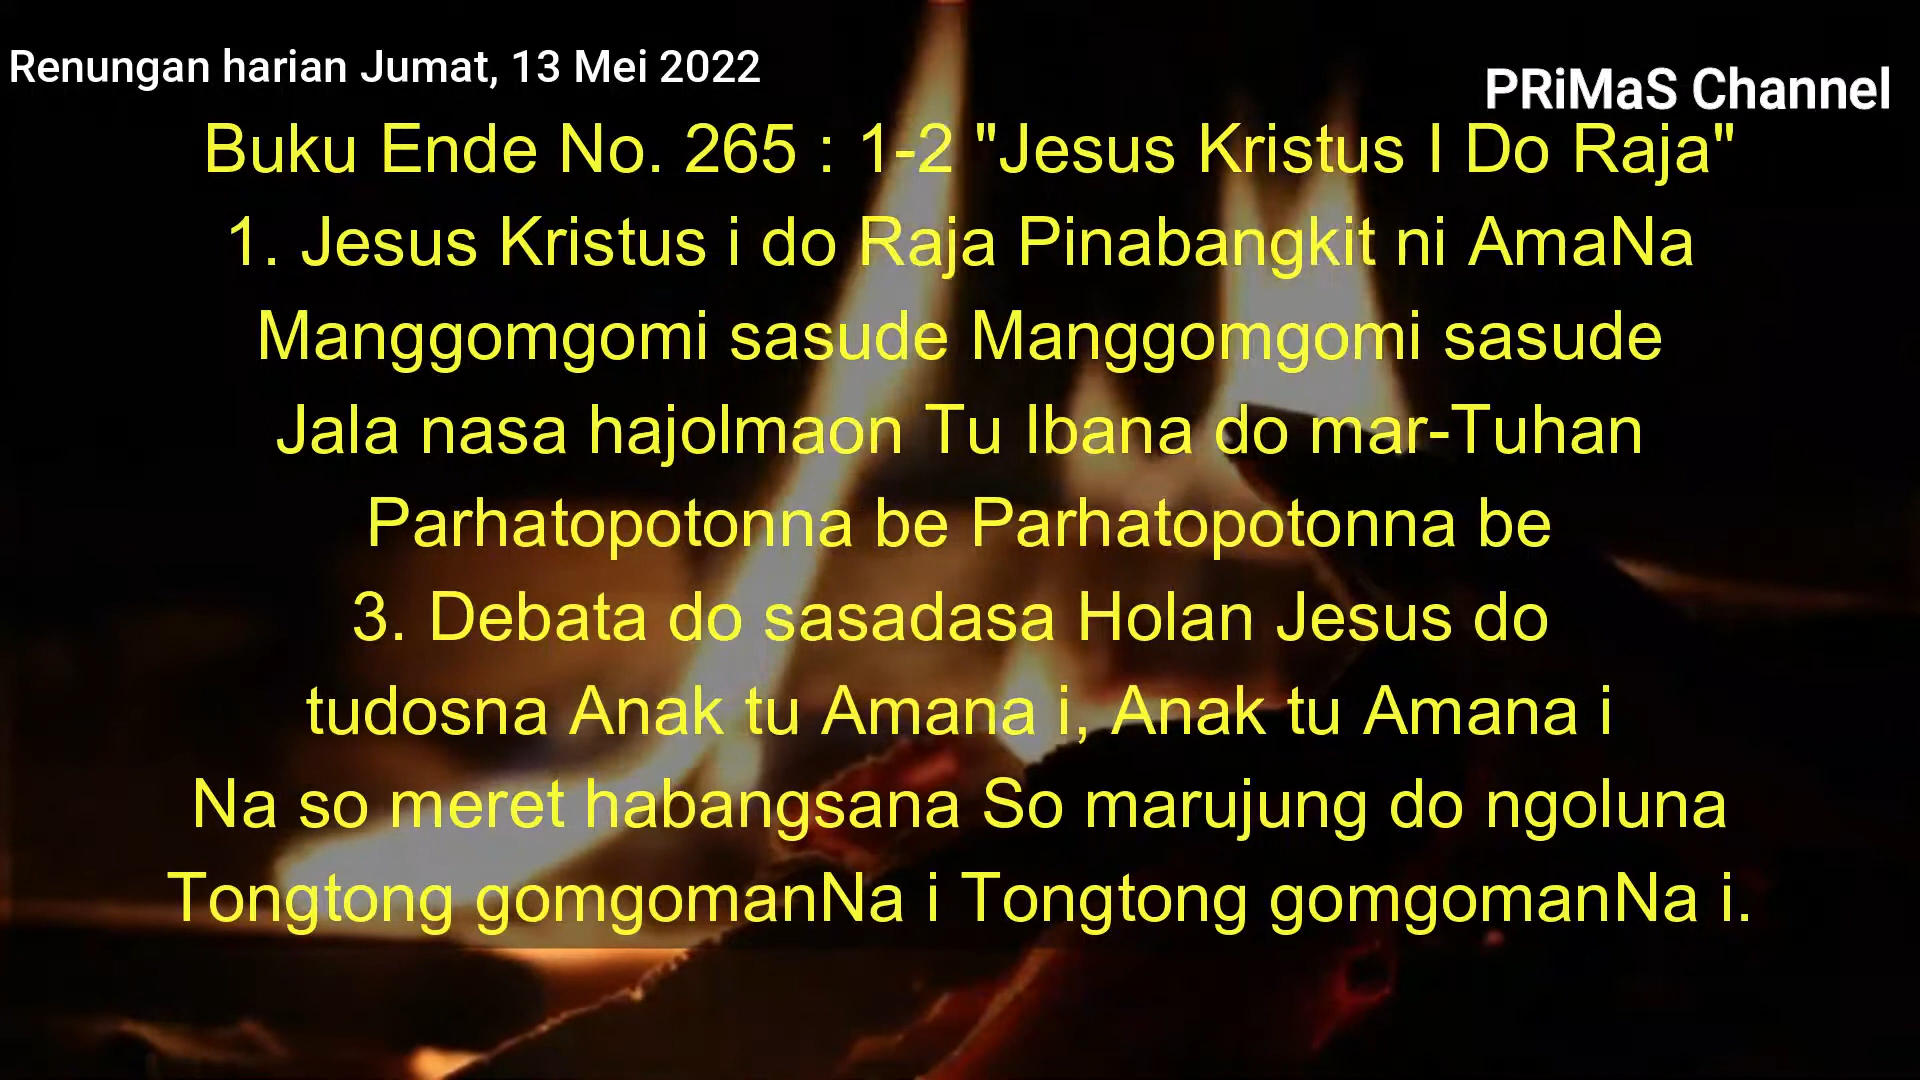 Renungan harian Jumat, 13 Mei 2022
PRiMaS Channel
Buku Ende No. 265 : 1-2 "Jesus Kristus I Do Raja"
1. Jesus Kristus i do Raja Pinabangkit ni AmaNa
Manggomgomi sasude Manggomgomi sasude
Jala nasa hajolmaon Tu Ibana do mar-Tuhan
Parhatopotonna be Parhatopotonna be
3. Debata do sasadasa Holan Jesus do
tudosna Anak tu Amana i, Anak tu Amana i
Na so meret habangsana So marujung do ngoluna
Tongtong gomgomanNa i Tongtong gomgomanNa i.